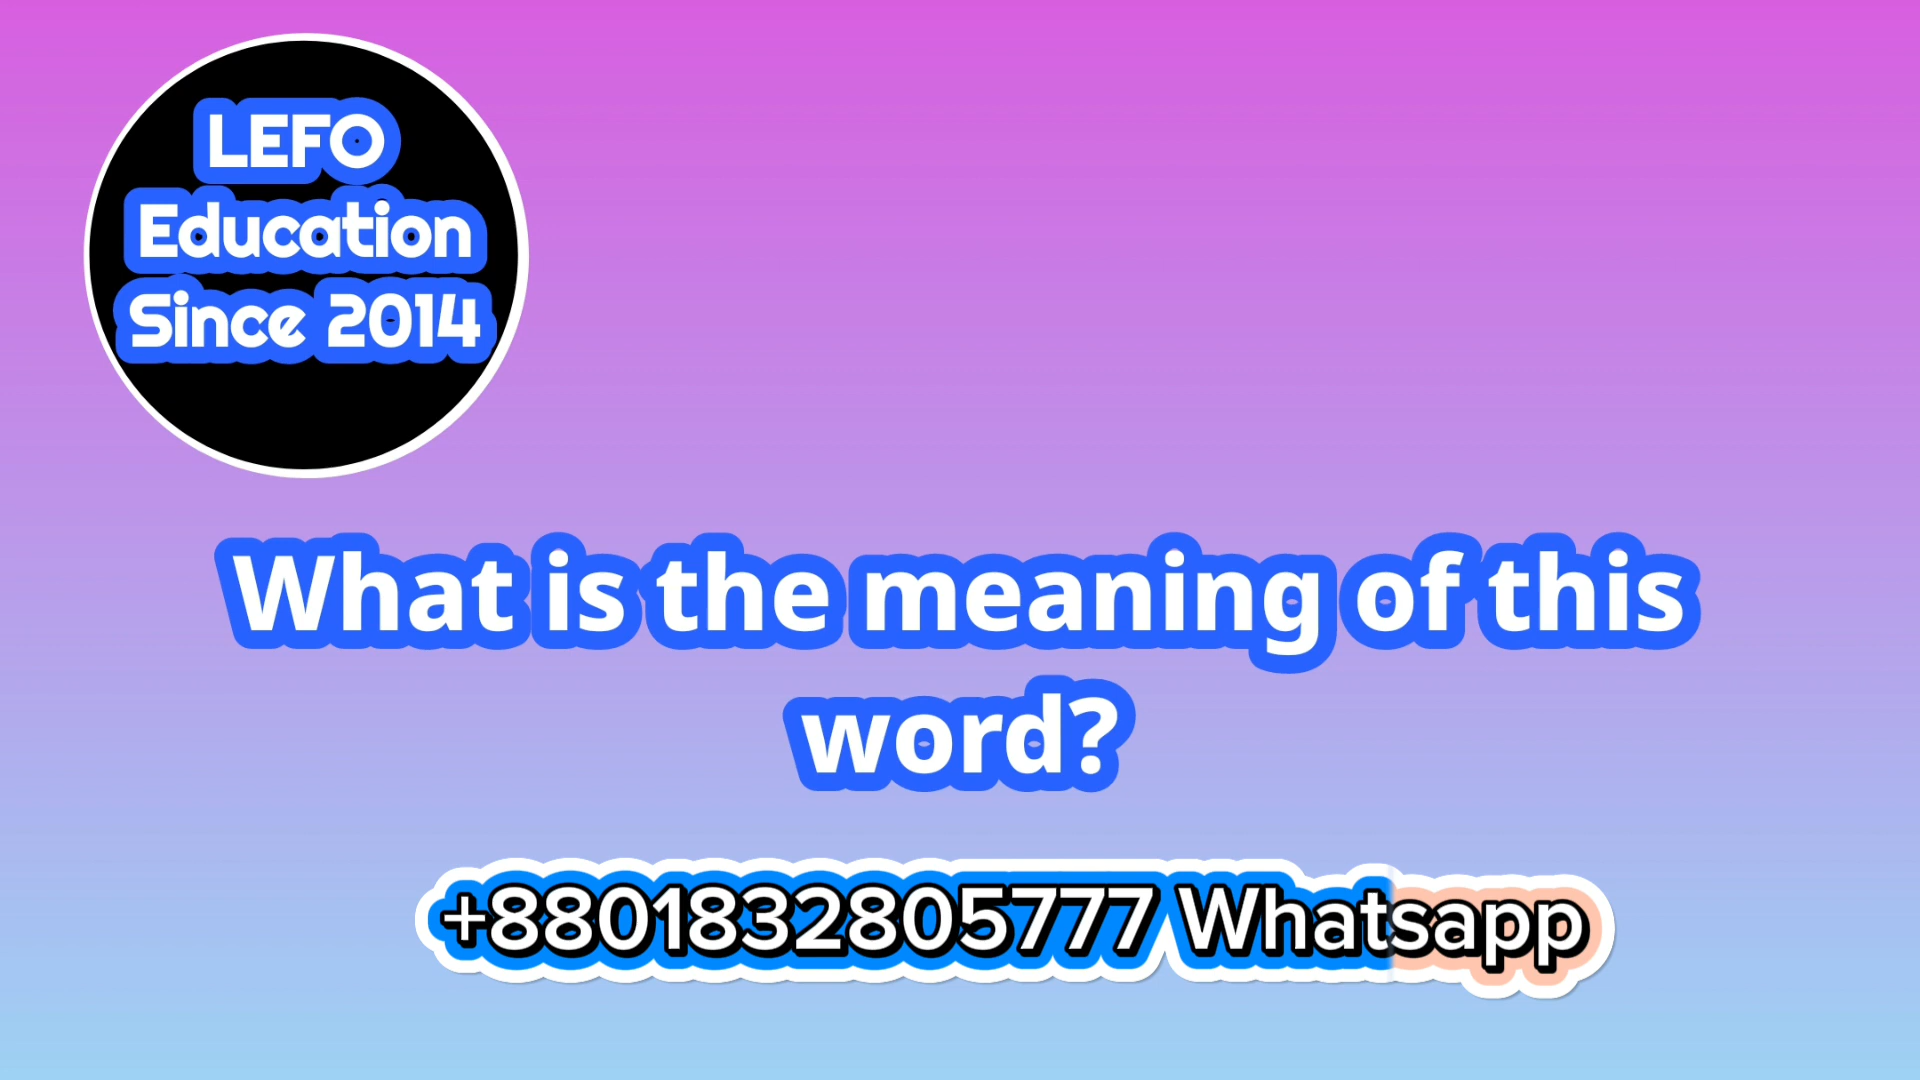 LEFO
Education
Since 2014
What is the meaning of this
word?
+8801832805777 Whatsapp